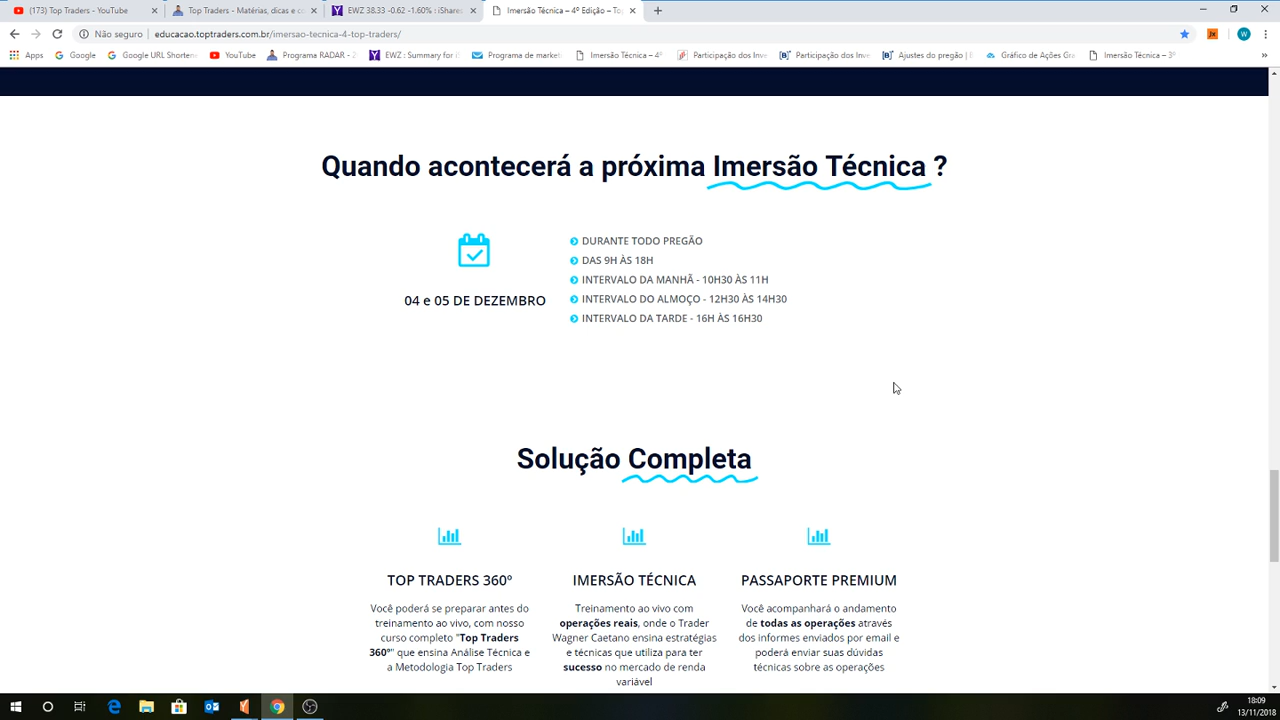 (173) Top Traders - YouTube
Top Traders - Matérias, dicas e co
EWZ 38.33 -0.62 -1.60% : iShares
Imersão Técnica – 4º Edição – To
Não seguro | educacao.toptraders.com.br/imersao-tecnica-4-top-traders/
Apps
Google
Google URL Shorten
YouTube
Programa RADAR - 2
EWZ : Summary for i
Programa de market
Imersão Técnica – 4º
Participação dos Inve
Participação dos Inve
Ajustes do pregão |
Gráfico de Ações Gra
Imersão Técnica – 3º
Quando acontecerá a próxima Imersão Técnica ?
DURANTE TODO PREGÃO
DAS 9H ÀS 18H
INTERVALO DA MANHÃ - 10H30 ÀS 11H
04 e 05 DE DEZEMBRO
INTERVALO DO ALMOÇO - 12H30 ÀS 14H30
INTERVALO DA TARDE - 16H ÀS 16H30
Solução Completa
TOP TRADERS 360º
Você poderá se preparar antes do
treinamento ao vivo, com nosso
curso completo "Top Traders
360º" que ensina Análise Técnica e
a Metodologia Top Traders
IMERSÃO TÉCNICA
Treinamento ao vivo com
operações reais, onde o Trader
Wagner Caetano ensina estratégias
e técnicas que utiliza para ter
sucesso no mercado de renda
variável
PASSAPORTE PREMIUM
Você acompanhará o andamento
de todas as operações através
dos informes enviados por email e
poderá enviar suas dúvidas
técnicas sobre as operações
18:09
13/11/2018